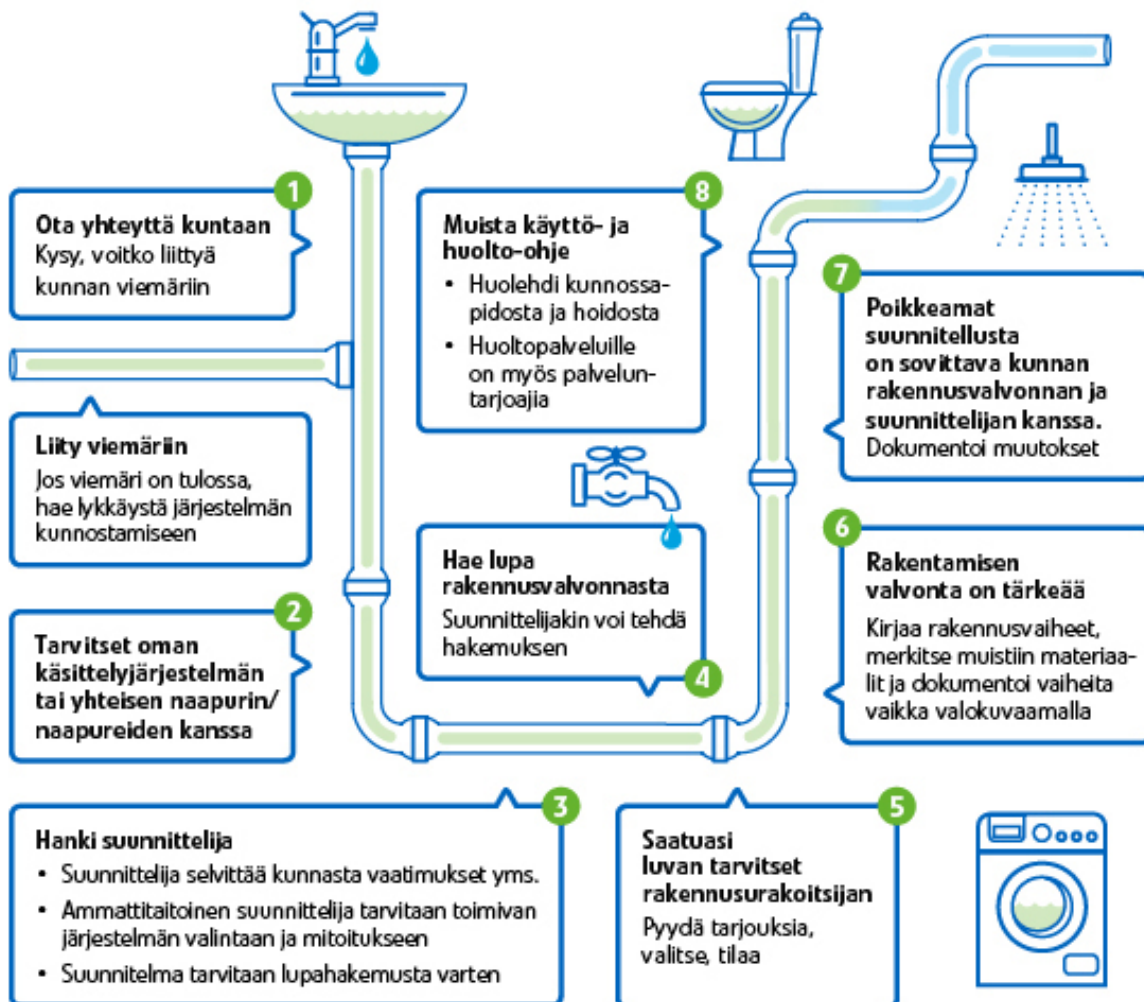 1
Ota yhteyttä kuntaan
Kysy, voitko liittyä
kunnan viemäriin
Liity viemäriin
Jos viemäri on tulossa,
hae lykkäystä järjestelmän
kunnostamiseen
2
Tarvitset oman
käsittelyjärjestelmän
tai yhteisen naapurin/
naapureiden kanssa
3
Hanki suunnittelija
• Suunnittelija selvittää kunnasta vaatimukset yms.
• Ammattitaitoinen suunnittelija tarvitaan toimivan
järjestelmän valintaan ja mitoitukseen
• Suunnitelma tarvitaan lupahakemusta varten
Hae lupa
rakennusvalvonnasta
Suunnittelijakin voi tehdä
hakemuksen
4
5
Saatuasi
luvan tarvitset
rakennusurakoitsijan
Pyydä tarjouksia,
valitse, tilaa
6
Rakentamisen
valvonta on tärkeää
Kirjaa rakennusvaiheet,
merkitse muistiin materiaa-
lit ja dokumentoi vaiheita
vaikka valokuvaamalla
7
Poikkeamat
suunnitellusta
on sovittava kunnan
rakennusvalvonnan ja
suunnittelijan kanssa.
Dokumentoi muutokset
8
Muista käyttö- ja
huolto-ohje
• Huolehdi kunnossa-
pidosta ja hoidosta
• Huoltopalveluille
on myös palvelun-
tarjoajia